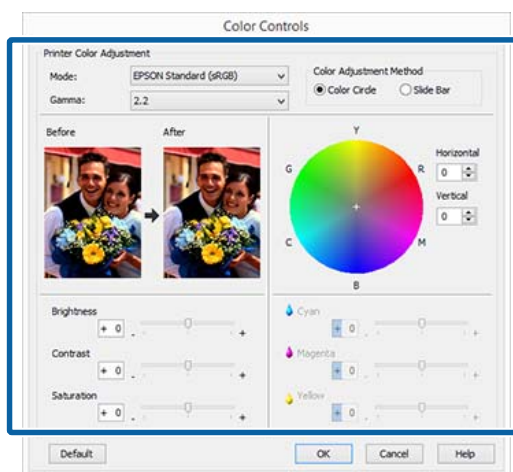 Color Controls
Printer Color Adjustment
Mode: EPSON Standard (sRGB)
Gamma: 2.2
Color Adjustment Method
Color Circle Slide Bar
Before After
Y
G R
C M
B
Horizontal
0
Vertical
0
Brightness
+ 0 - +
Contrast
+ 0 - +
Saturation
+ 0 - +
Cyan
+ 0 - +
Magenta
+ 0 - +
Yellow
+ 0 - +
Default OK Cancel Help